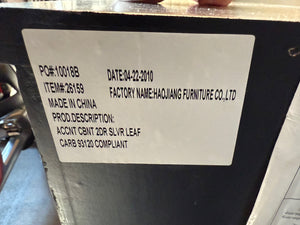 PO#:10018B DATE:04-22-2010
ITEM#:26159 FACTORY NAME:HAOJIANG FURNITURE CO.,LTD
MADE IN CHINA
PROD.DESCRIPTION:
ACCNT CBNT 2DR SLVR LEAF
CARB 93120 COMPLIANT